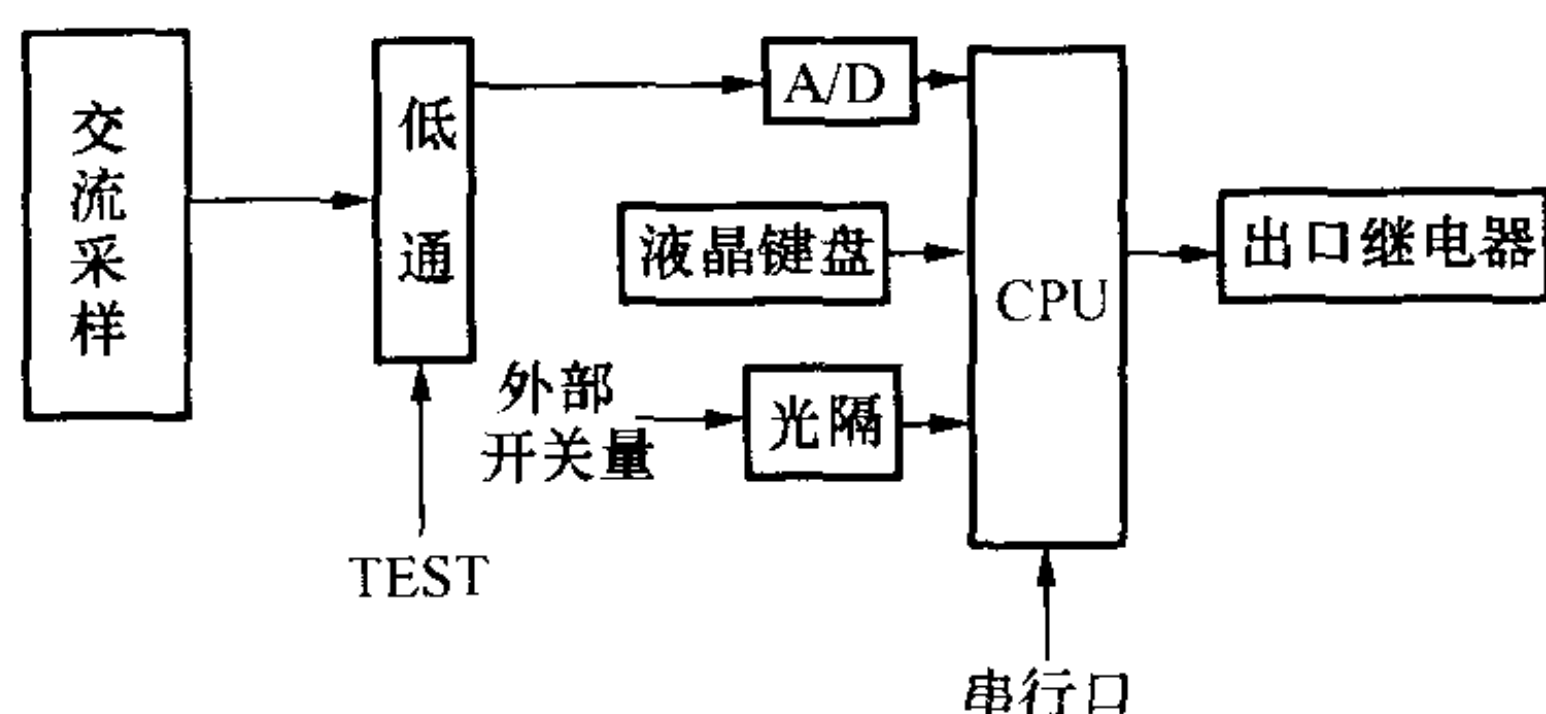 交流采样
低通
A/D
液晶键盘
CPU
出口继电器
外部
开关量
光隔
TEST
串行口